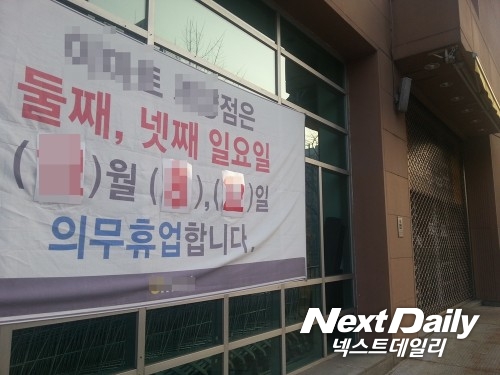 점은
둘째, 넷째 일요일
( )월 ( ),( )일
의무휴업합니다.
NextDaily
넥스트데일리